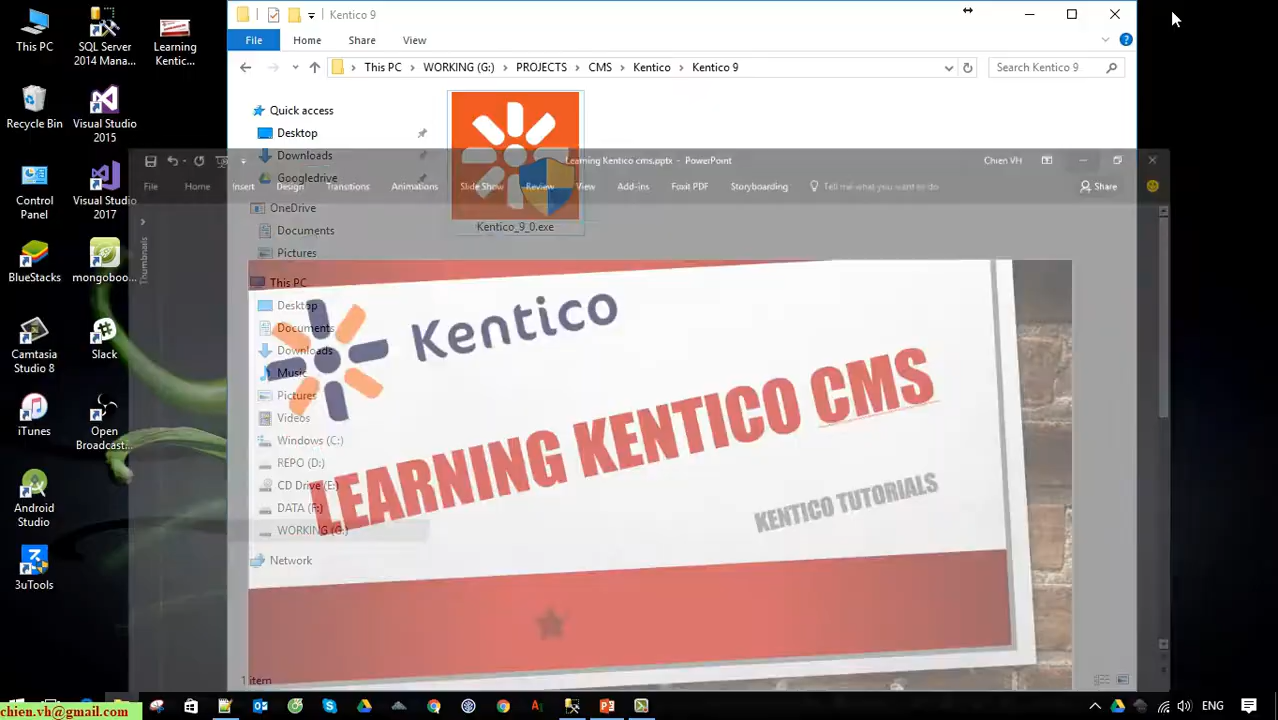 This PC
SQL Server
2014 Mana...
Learning
Kentic...
Recycle Bin
Visual Studio
2015
Control
Panel
Visual Studio
2017
BlueStacks
mongoboo...
Camtasia
Studio 8
Slack
iTunes
Open
Broadcast...
Android
Studio
3uTools
Kentico 9
File Home Share View
This PC > WORKING (G:) > PROJECTS > CMS > Kentico > Kentico 9
Search Kentico 9
Quick access
Desktop
Downloads
Googledrive
OneDrive
Documents
Pictures
This PC
Desktop
Documents
Downloads
Music
Pictures
Videos
Windows (C:)
REPO (D:)
CD Drive (E:)
DATA (F:)
WORKING (G:)
Network
Kentico_9_0.exe
1 item
Learning Kentico cms.pptx - PowerPoint
Chien VH
File Home Insert Design Transitions Animations Slide Show Review View Add-ins Foxit PDF Storyboarding Tell me what you want to do Share
Thumbnails
Kentico
LEARNING KENTICO CMS
KENTICO TUTORIALS
chien.vh@gmail.com
ENG